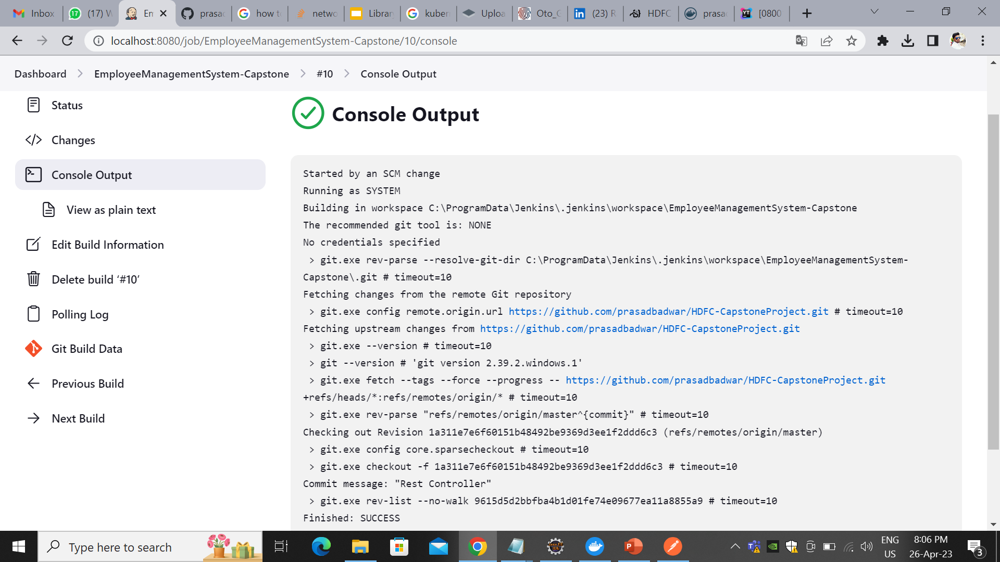 Inbox
(17) W
En
prasad
how to
netwo
Librar
kuber
Uploa
Oto_G
(23) R
HDFC
prasad
[0800
localhost:8080/job/EmployeeManagementSystem-Capstone/10/console
Dashboard > EmployeeManagementSystem-Capstone > #10 > Console Output
Status
Changes
Console Output
View as plain text
Edit Build Information
Delete build ‘#10’
Polling Log
Git Build Data
Previous Build
Next Build
Console Output
Started by an SCM change
Running as SYSTEM
Building in workspace C:\ProgramData\Jenkins\.jenkins\workspace\EmployeeManagementSystem-Capstone
The recommended git tool is: NONE
No credentials specified
> git.exe rev-parse --resolve-git-dir C:\ProgramData\Jenkins\.jenkins\workspace\EmployeeManagementSystem-
Capstone\.git # timeout=10
Fetching changes from the remote Git repository
> git.exe config remote.origin.url https://github.com/prasadbadwar/HDFC-CapstoneProject.git # timeout=10
Fetching upstream changes from https://github.com/prasadbadwar/HDFC-CapstoneProject.git
> git.exe --version # timeout=10
> git --version # 'git version 2.39.2.windows.1'
> git.exe fetch --tags --force --progress -- https://github.com/prasadbadwar/HDFC-CapstoneProject.git
+refs/heads/*:refs/remotes/origin/* # timeout=10
> git.exe rev-parse "refs/remotes/origin/master^{commit}" # timeout=10
Checking out Revision 1a311e7e6f60151b48492be9369d3ee1f2ddd6c3 (refs/remotes/origin/master)
> git.exe config core.sparsecheckout # timeout=10
> git.exe checkout -f 1a311e7e6f60151b48492be9369d3ee1f2ddd6c3 # timeout=10
Commit message: "Rest Controller"
> git.exe rev-list --no-walk 9615d5d2bbfba4b1d01fe74e09677ea11a8855a9 # timeout=10
Finished: SUCCESS
Type here to search
ENG
US
8:06 PM
26-Apr-23
3